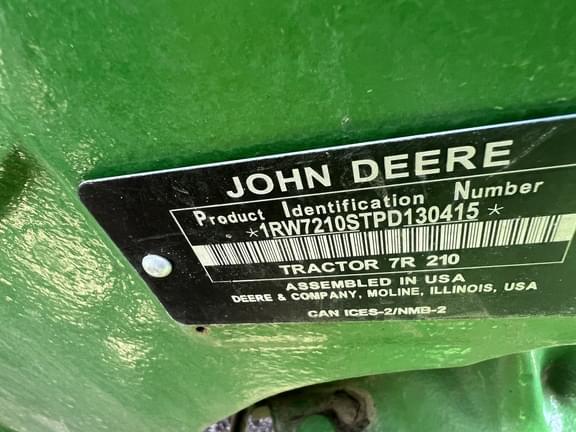 JOHN DEERE
Product Identification Number
*1RW7210STPD130415*
TRACTOR 7R 210
ASSEMBLED IN USA
DEERE & COMPANY, MOLINE, ILLINOIS, USA
CAN ICES-2/NMB-2